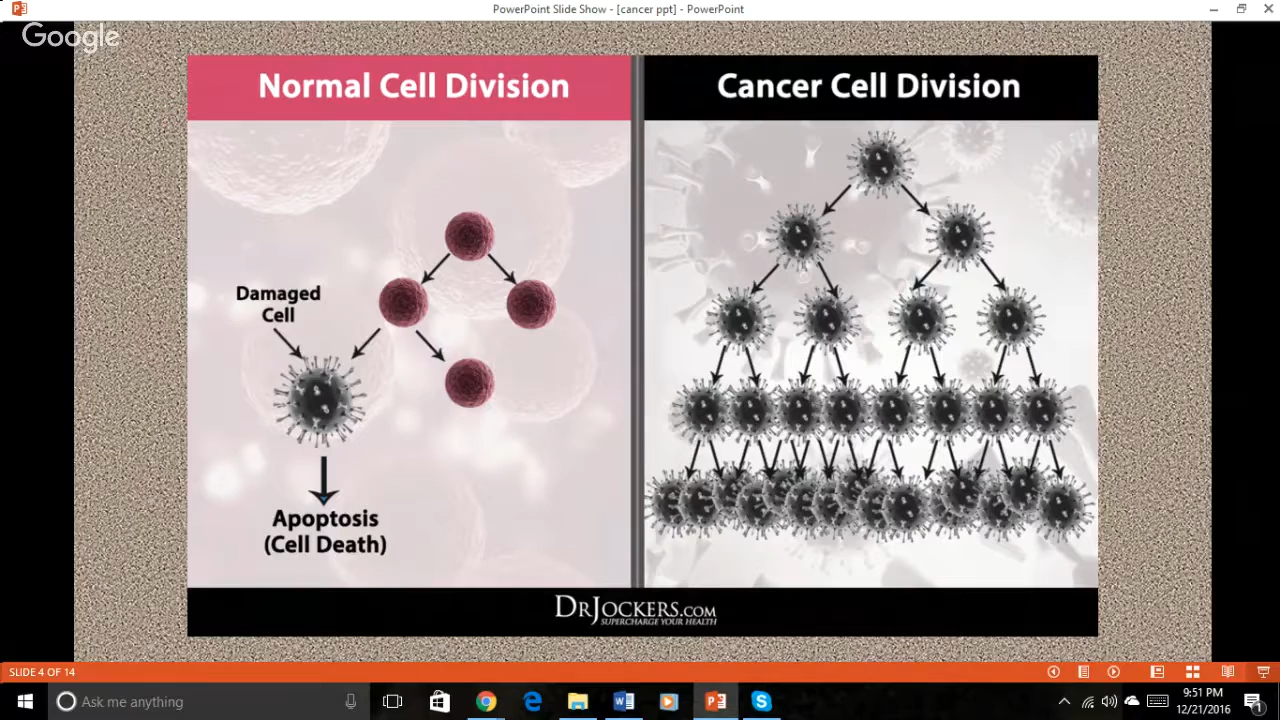 PowerPoint Slide Show - [cancer ppt] - PowerPoint
Google
Normal Cell Division
Cancer Cell Division
Damaged
Cell
Apoptosis
(Cell Death)
DRJOCKERS.COM
SUPERCHARGE YOUR HEALTH
SLIDE 4 OF 14
Ask me anything
9:51 PM
12/21/2016
1